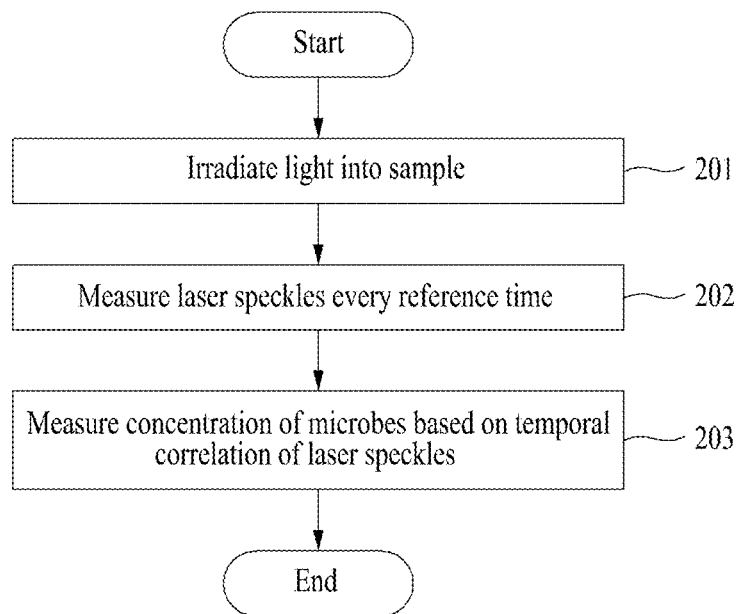 Start
Irradiate light into sample
201
Measure laser speckles every reference time
202
Measure concentration of microbes based on temporal
correlation of laser speckles
203
End